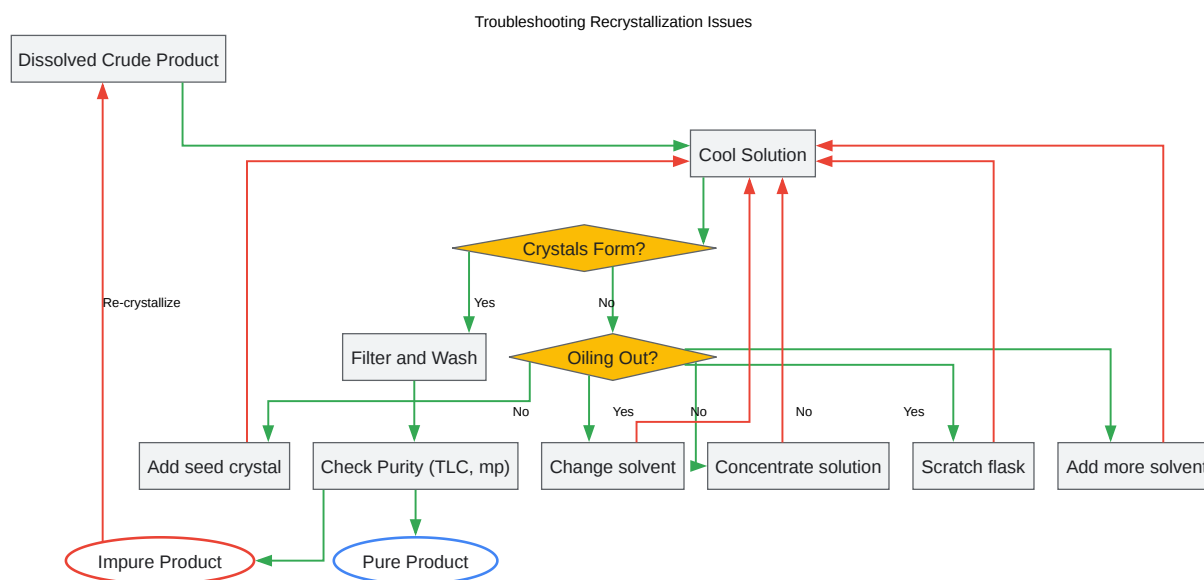 Troubleshooting Recrystallization Issues
Dissolved Crude Product
Cool Solution
Crystals Form?
Re-crystallize
Yes
No
Filter and Wash
Oiling Out?
No
Yes
No
No
Yes
Add seed crystal
Check Purity (TLC, mp)
Change solvent
Concentrate solution
Scratch flask
Add more solvent
Impure Product
Pure Product